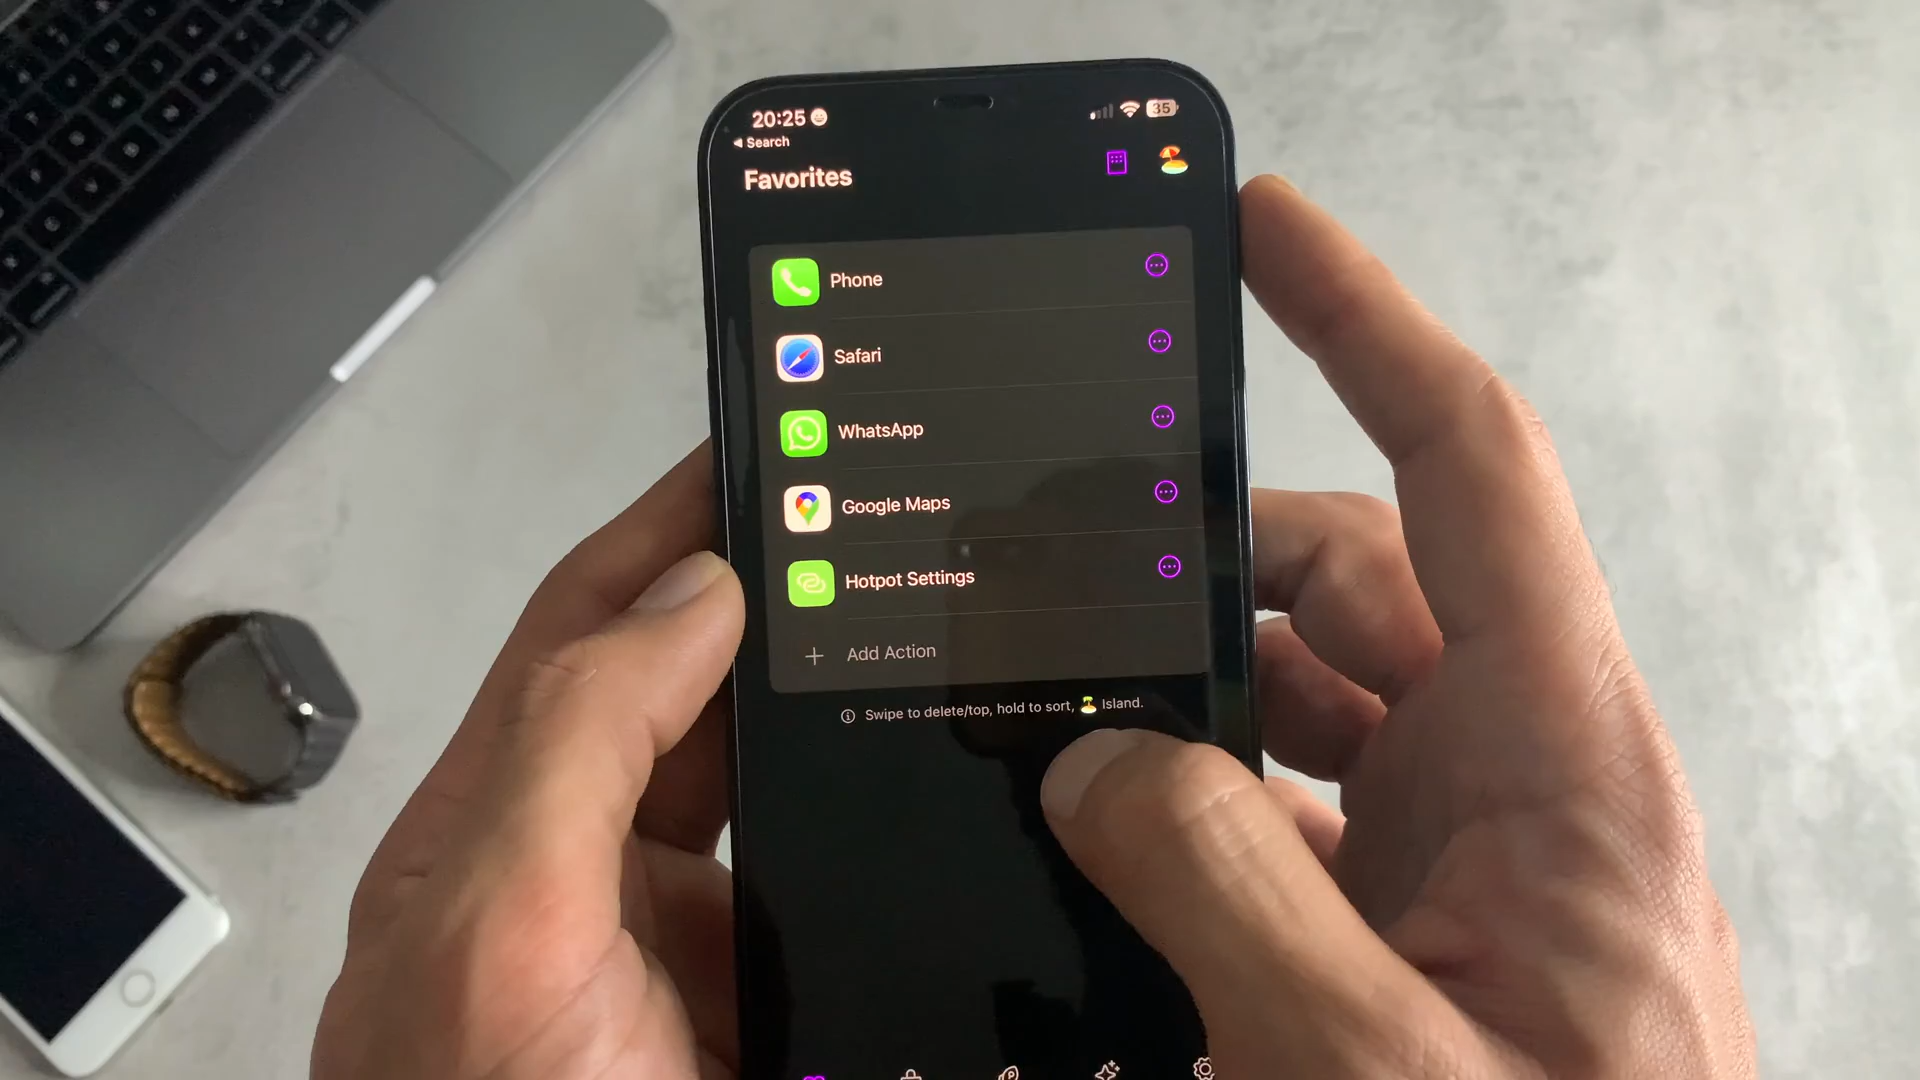 20:25
35
Search
Favorites
Phone
Safari
WhatsApp
Google Maps
Hotpot Settings
Add Action
Swipe to delete/top, hold to sort, 🏝️ Island.